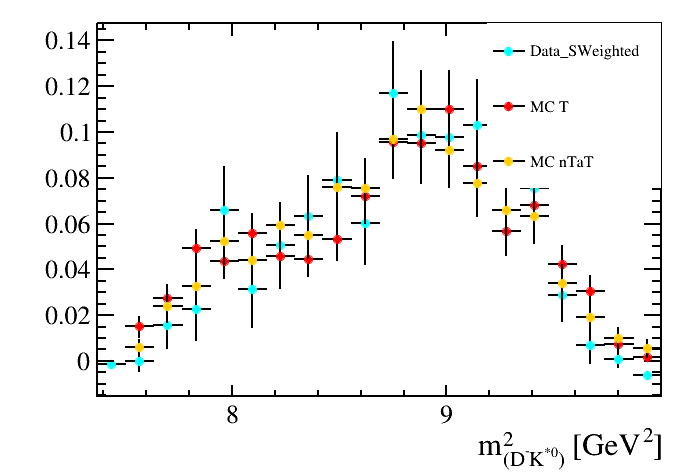 0.14
0.12
0.1
0.08
0.06
0.04
0.02
0
Data_SWeighted
MC T
MC nTaT
8 9
m²(D⁻K*⁰) [GeV²]